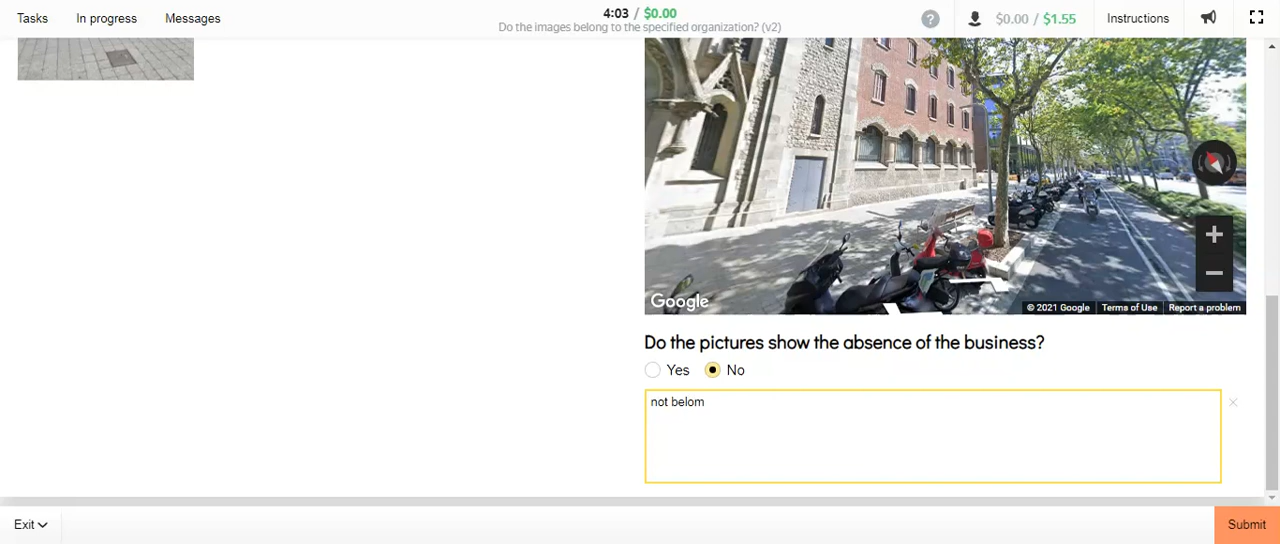 Tasks In progress Messages
4:03 / $0.00
Do the images belong to the specified organization? (v2)
? $0.00 / $1.55 Instructions
Google
© 2021 Google Terms of Use Report a problem
Do the pictures show the absence of the business?
Yes No
not belom
Exit Submit